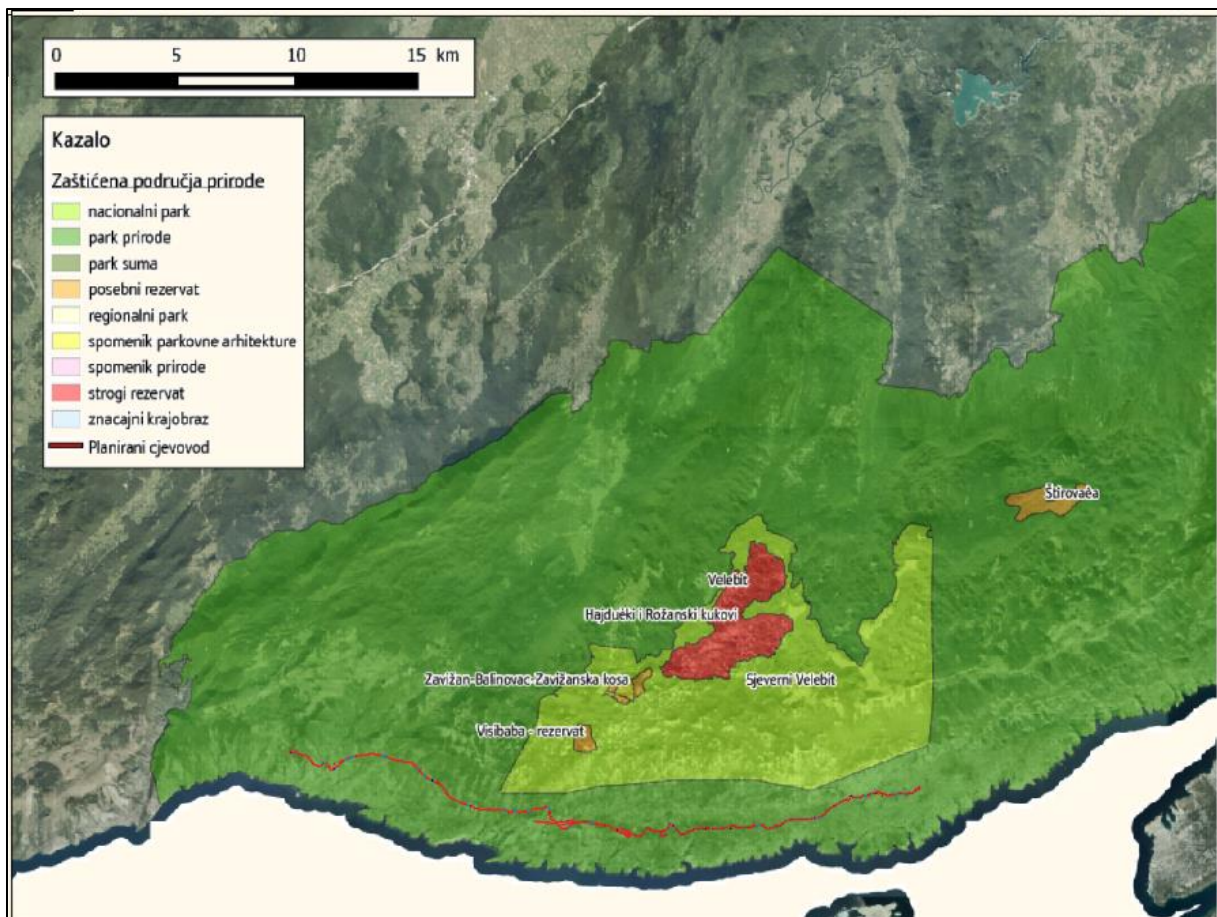 0 5 10 15 km
Kazalo
Zaštićena područja prirode
nacionalni park
park prirode
park suma
posebni rezervat
regionalni park
spomenik parkovne arhitekture
spomenik prirode
strogi rezervat
znacajni krajobraz
Planirani cjevovod
Štirovaèa
Velebit
Hajduèki i Rožanski kukovi
Zavižan-Balinovac-Zavižanska kosa
Sjeverni Velebit
Visibaba - rezervat